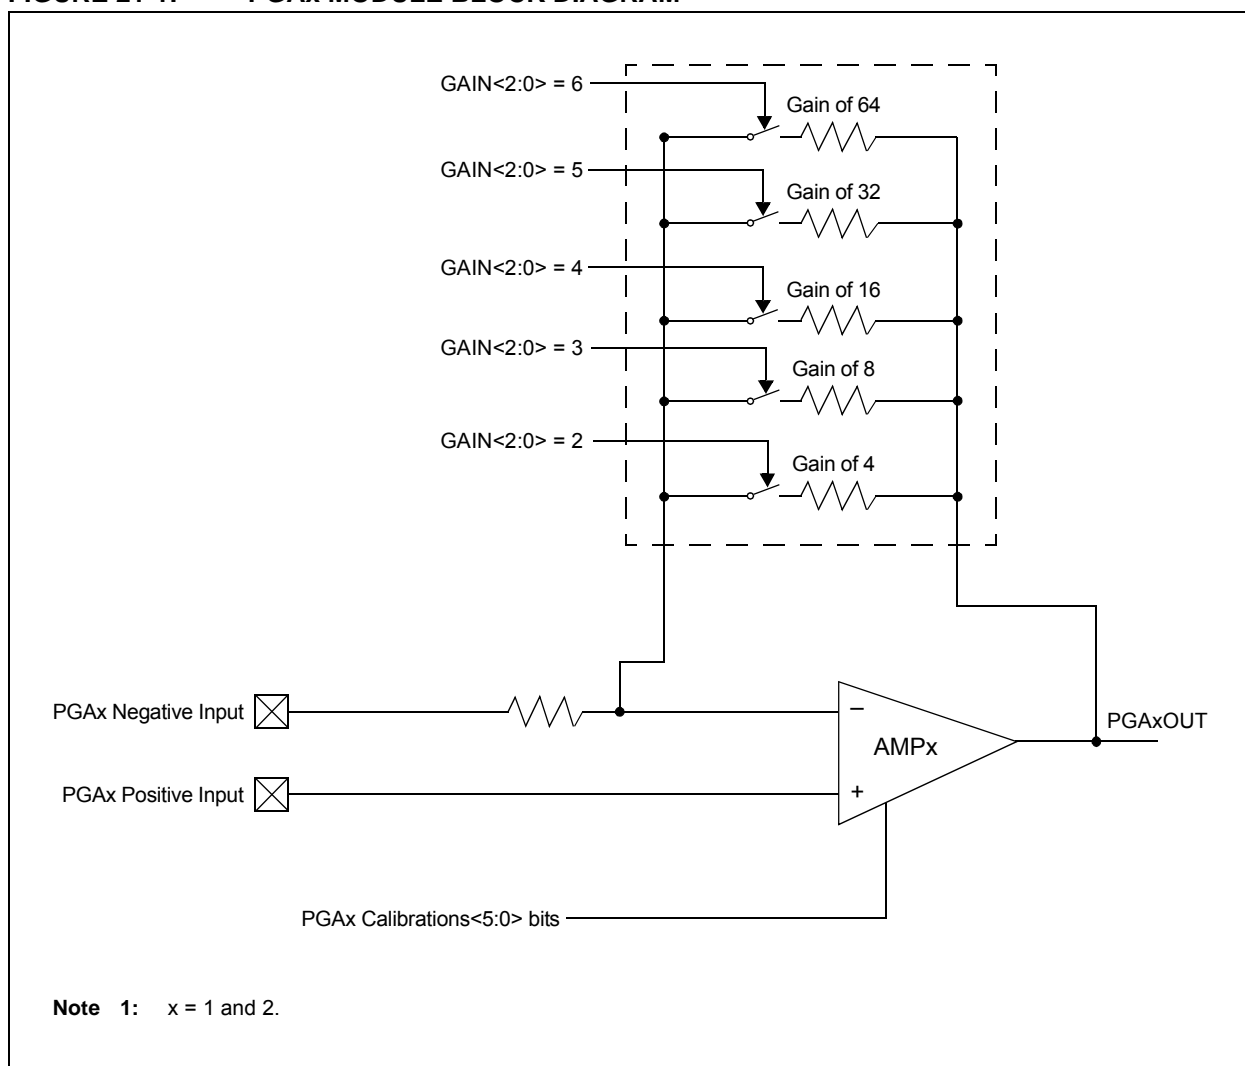 GAIN<2:0> = 6
Gain of 64
GAIN<2:0> = 5
Gain of 32
GAIN<2:0> = 4
Gain of 16
GAIN<2:0> = 3
Gain of 8
GAIN<2:0> = 2
Gain of 4
PGAx Negative Input
–
PGAxOUT
AMPx
PGAx Positive Input
+
PGAx Calibrations<5:0> bits
Note 1: x = 1 and 2.